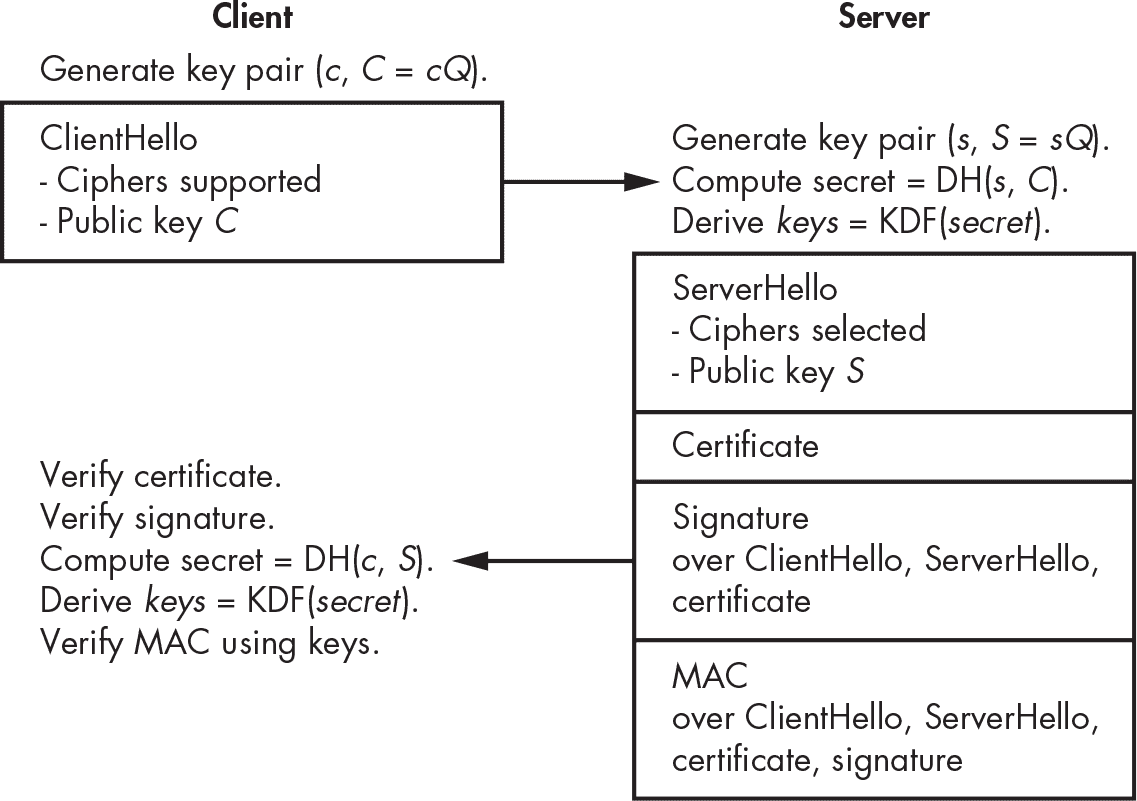 Client
Generate key pair (c, C = cQ).
ClientHello
- Ciphers supported
- Public key C
Server
Generate key pair (s, S = sQ).
Compute secret = DH(s, C).
Derive keys = KDF(secret).
ServerHello
- Ciphers selected
- Public key S
Certificate
Signature
over ClientHello, ServerHello,
certificate
MAC
over ClientHello, ServerHello,
certificate, signature
Verify certificate.
Verify signature.
Compute secret = DH(c, S).
Derive keys = KDF(secret).
Verify MAC using keys.